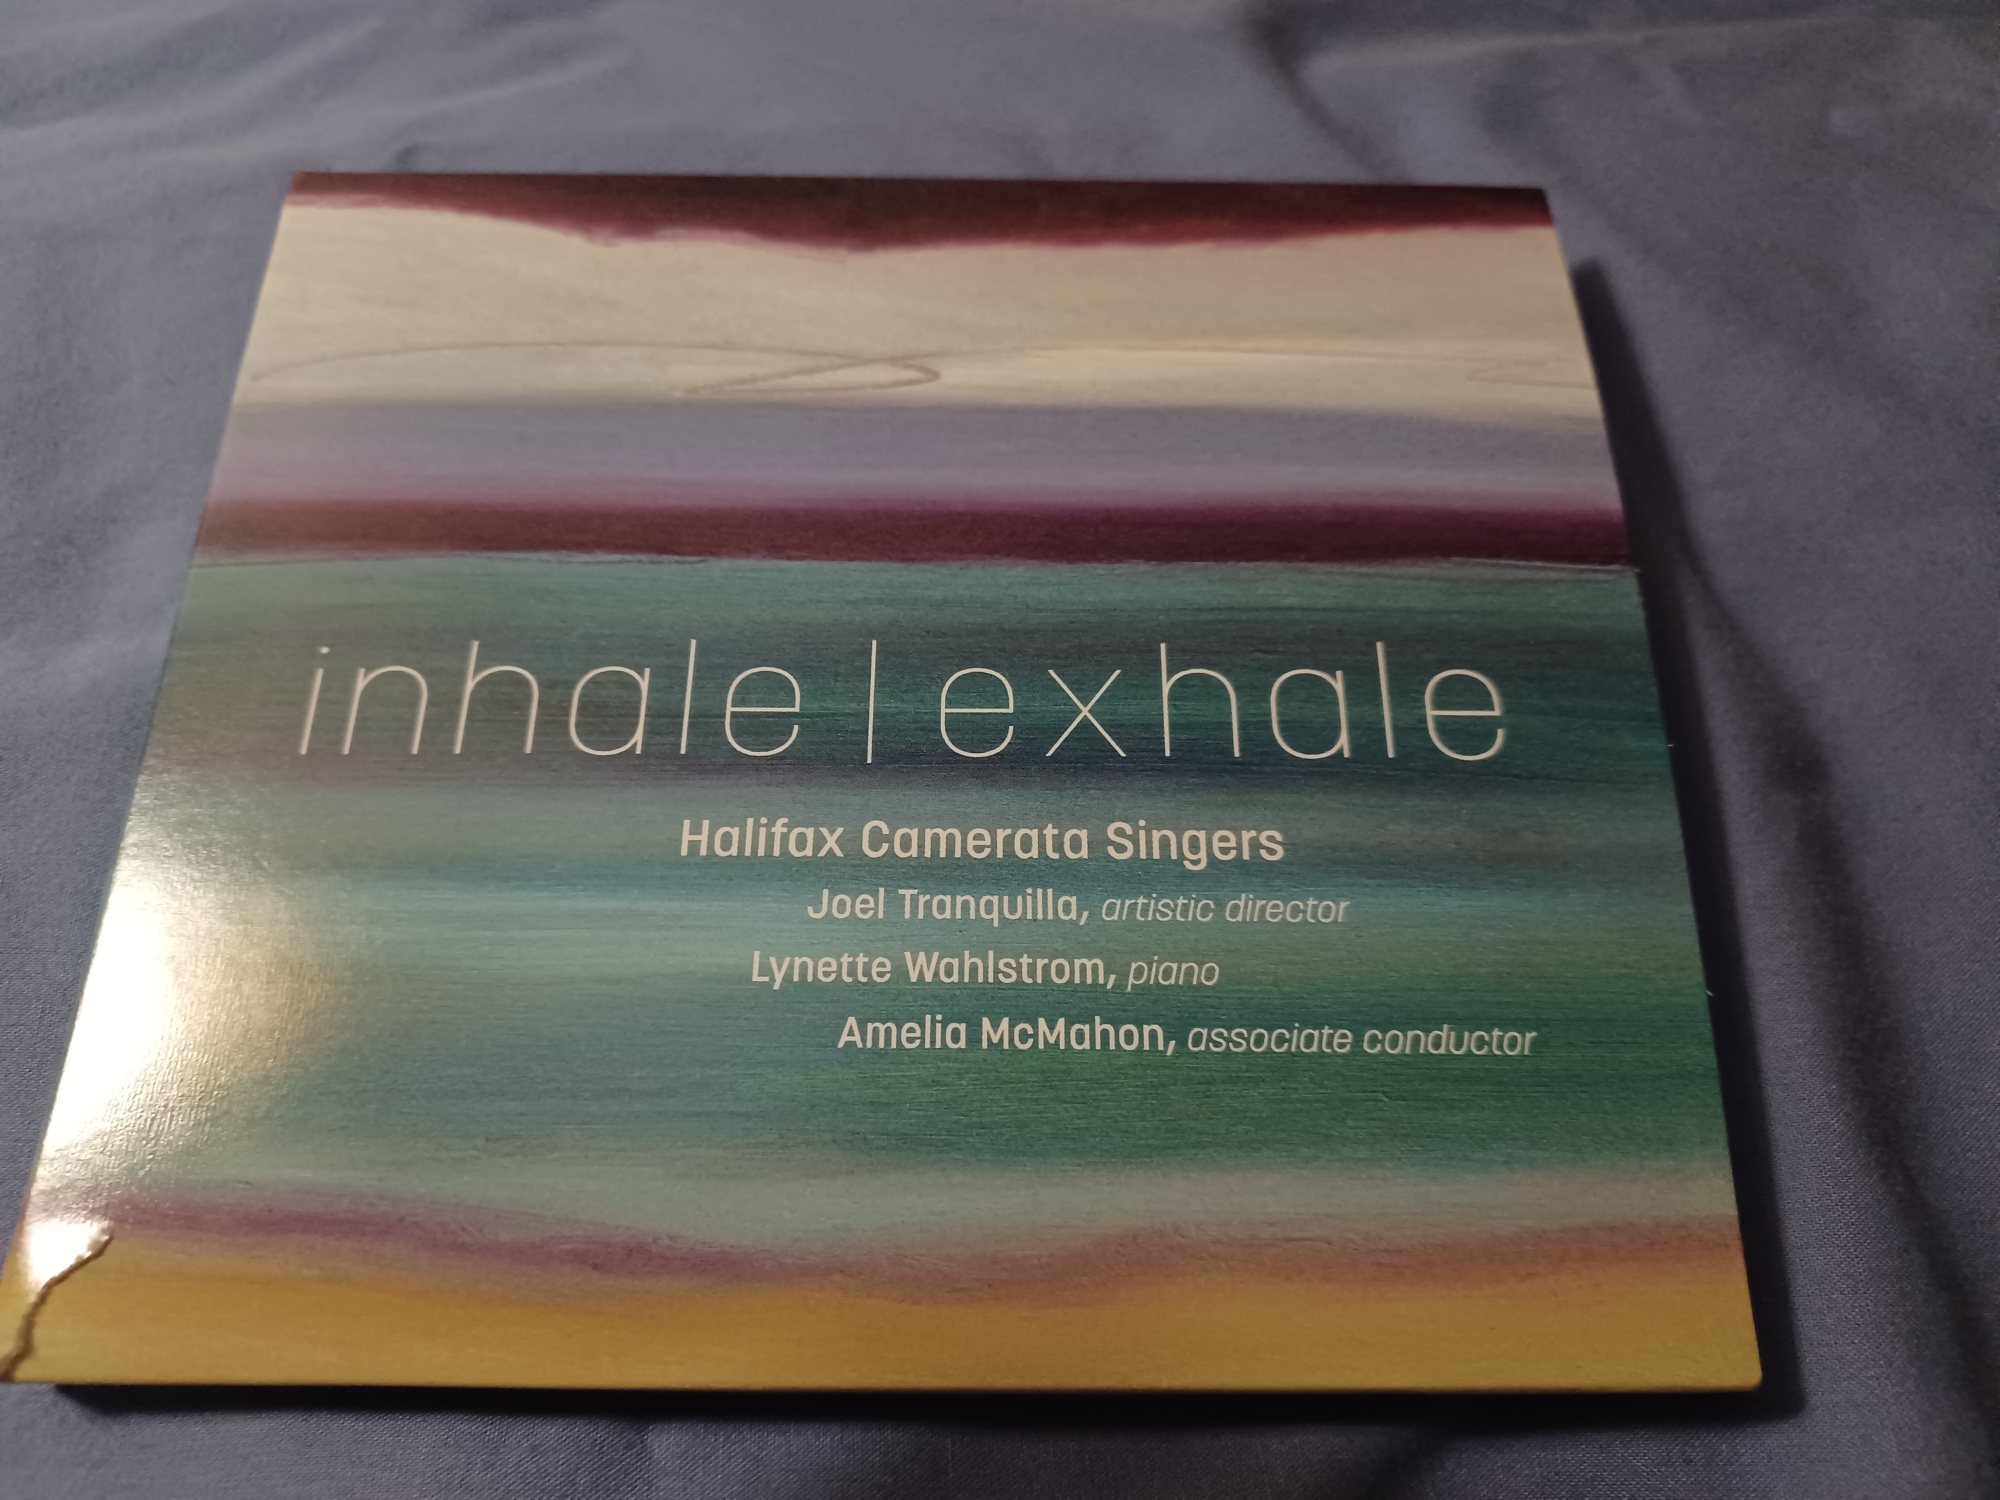 inhale | exhale
Halifax Camerata Singers
Joel Tranquilla, artistic director
Lynette Wahlstrom, piano
Amelia McMahon, associate conductor